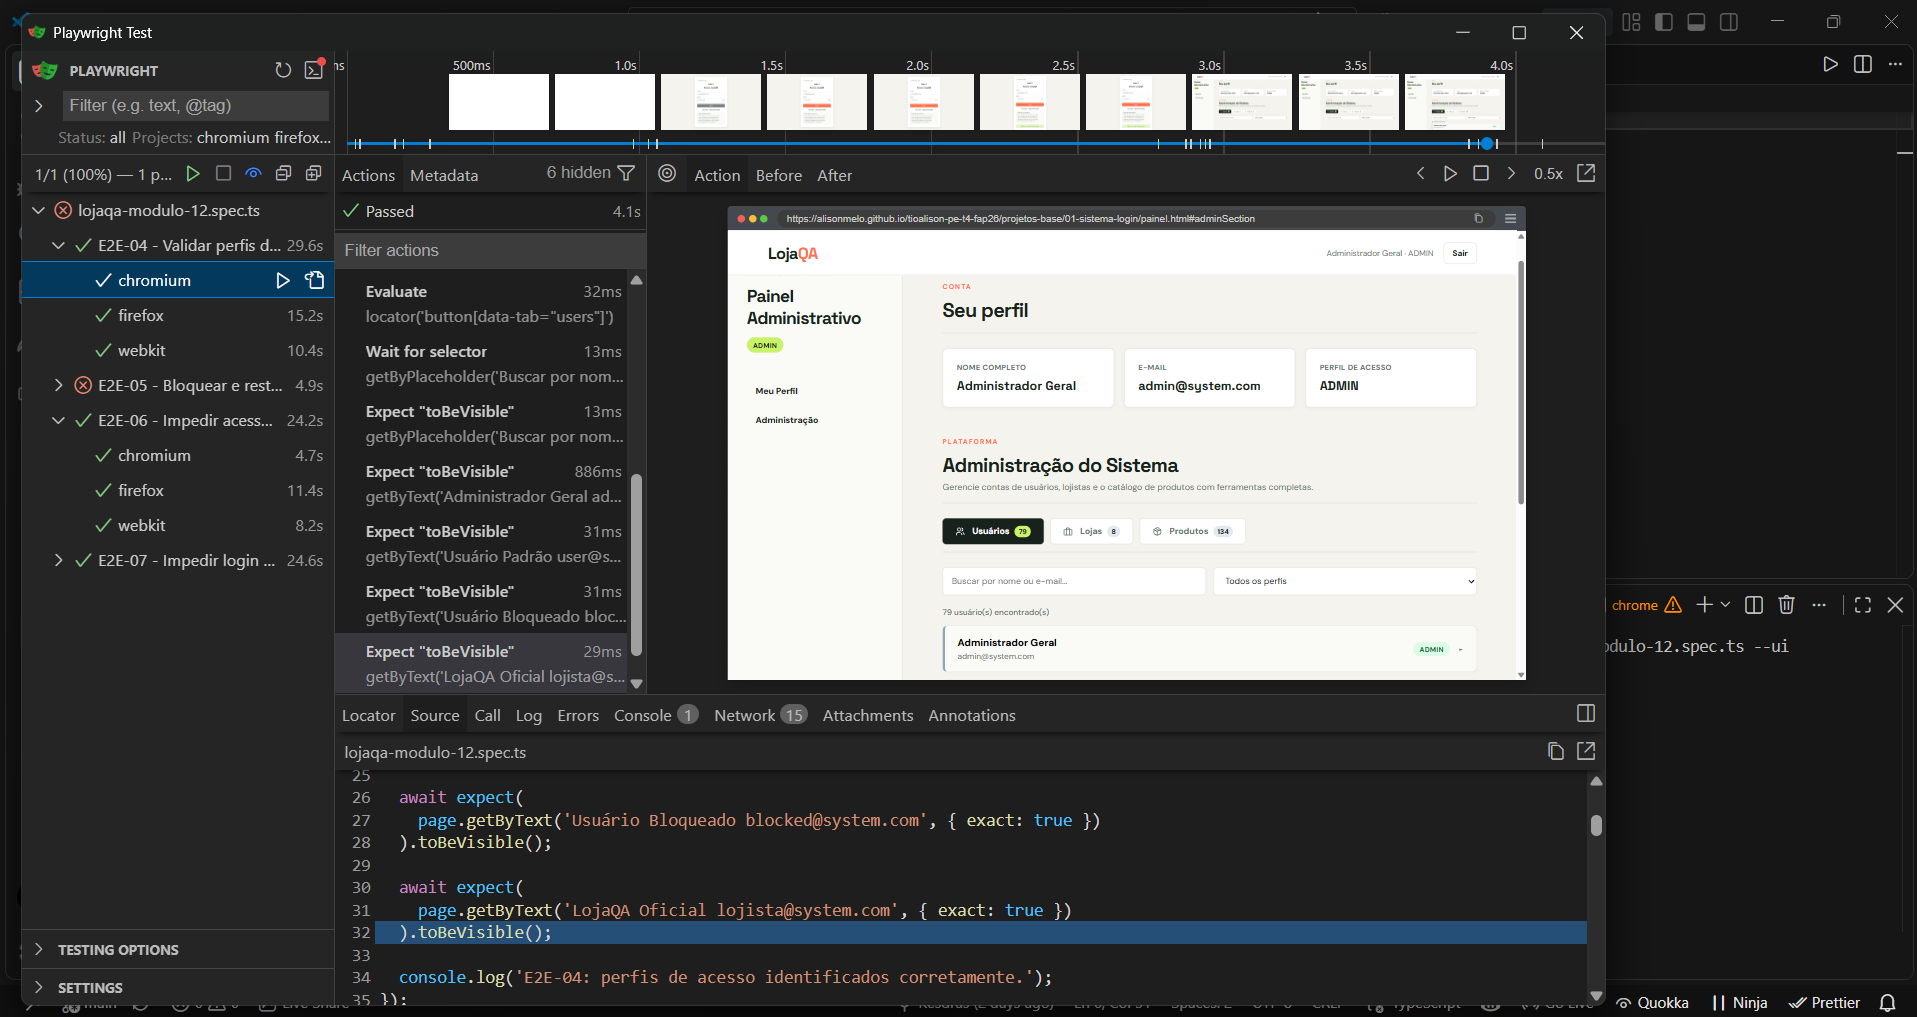 Playwright Test
PLAYWRIGHT
Filter (e.g. text, @tag)
Status: all Projects: chromium firefox...
1/1 (100%) — 1 p...
lojaqa-modulo-12.spec.ts
E2E-04 - Validar perfis d... 29.6s
chromium
firefox 15.2s
webkit 10.4s
E2E-05 - Bloquear e rest... 4.9s
E2E-06 - Impedir acess... 24.2s
chromium 4.7s
firefox 11.4s
webkit 8.2s
E2E-07 - Impedir login ... 24.6s
TESTING OPTIONS
SETTINGS
500ms 1.0s 1.5s 2.0s 2.5s 3.0s 3.5s 4.0s
Actions Metadata 6 hidden
Passed 4.1s
Filter actions
Evaluate 32ms
locator('button[data-tab="users"]')
Wait for selector 13ms
getByPlaceholder('Buscar por nom...
Expect "toBeVisible" 13ms
getByPlaceholder('Buscar por nom...
Expect "toBeVisible" 886ms
getByText('Administrador Geral ad...
Expect "toBeVisible" 31ms
getByText('Usuário Padrão user@s...
Expect "toBeVisible" 31ms
getByText('Usuário Bloqueado bloc...
Expect "toBeVisible" 29ms
getByText('LojaQA Oficial lojista@s...
Action Before After 0.5x
https://alisonmelo.github.io/tioalison-pe-t4-fap26/projetos-base/01-sistema-login/painel.html#adminSection
LojaQA
Administrador Geral · ADMIN Sair
Painel
Administrativo
ADMIN
Meu Perfil
Administração
CONTA
Seu perfil
NOME COMPLETO
Administrador Geral
E-MAIL
admin@system.com
PERFIL DE ACESSO
ADMIN
PLATAFORMA
Administração do Sistema
Gerencie contas de usuários, lojistas e o catálogo de produtos com ferramentas completas.
Usuários 79 Lojas 8 Produtos 134
Buscar por nome ou e-mail... Todos os perfis
79 usuário(s) encontrado(s)
Administrador Geral
admin@system.com
ADMIN
Locator Source Call Log Errors Console 1 Network 15 Attachments Annotations
lojaqa-modulo-12.spec.ts
25
26 await expect(
27 page.getByText('Usuário Bloqueado blocked@system.com', { exact: true })
28 ).toBeVisible();
29
30 await expect(
31 page.getByText('LojaQA Oficial lojista@system.com', { exact: true })
32 ).toBeVisible();
33
34 console.log('E2E-04: perfis de acesso identificados corretamente.');
35 });
chrome
odulo-12.spec.ts --ui
Quokka Ninja Prettier